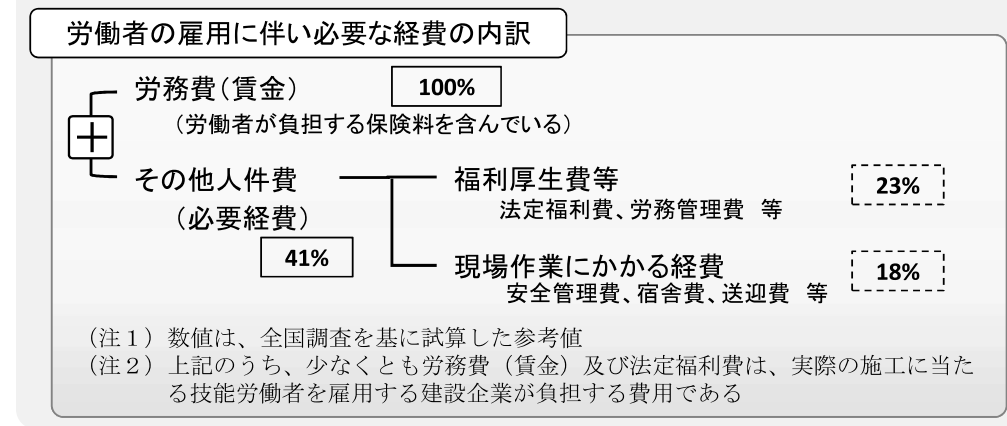 労働者の雇用に伴い必要な経費の内訳
労務費(賃金) 100%
(労働者が負担する保険料を含んでいる)
+
その他人件費
(必要経費)
41%
福利厚生費等 23%
法定福利費、労務管理費 等
現場作業にかかる経費 18%
安全管理費、宿舎費、送迎費 等
(注1)数値は、全国調査を基に試算した参考値
(注2)上記のうち、少なくとも労務費(賃金)及び法定福利費は、実際の施工に当た
る技能労働者を雇用する建設企業が負担する費用である